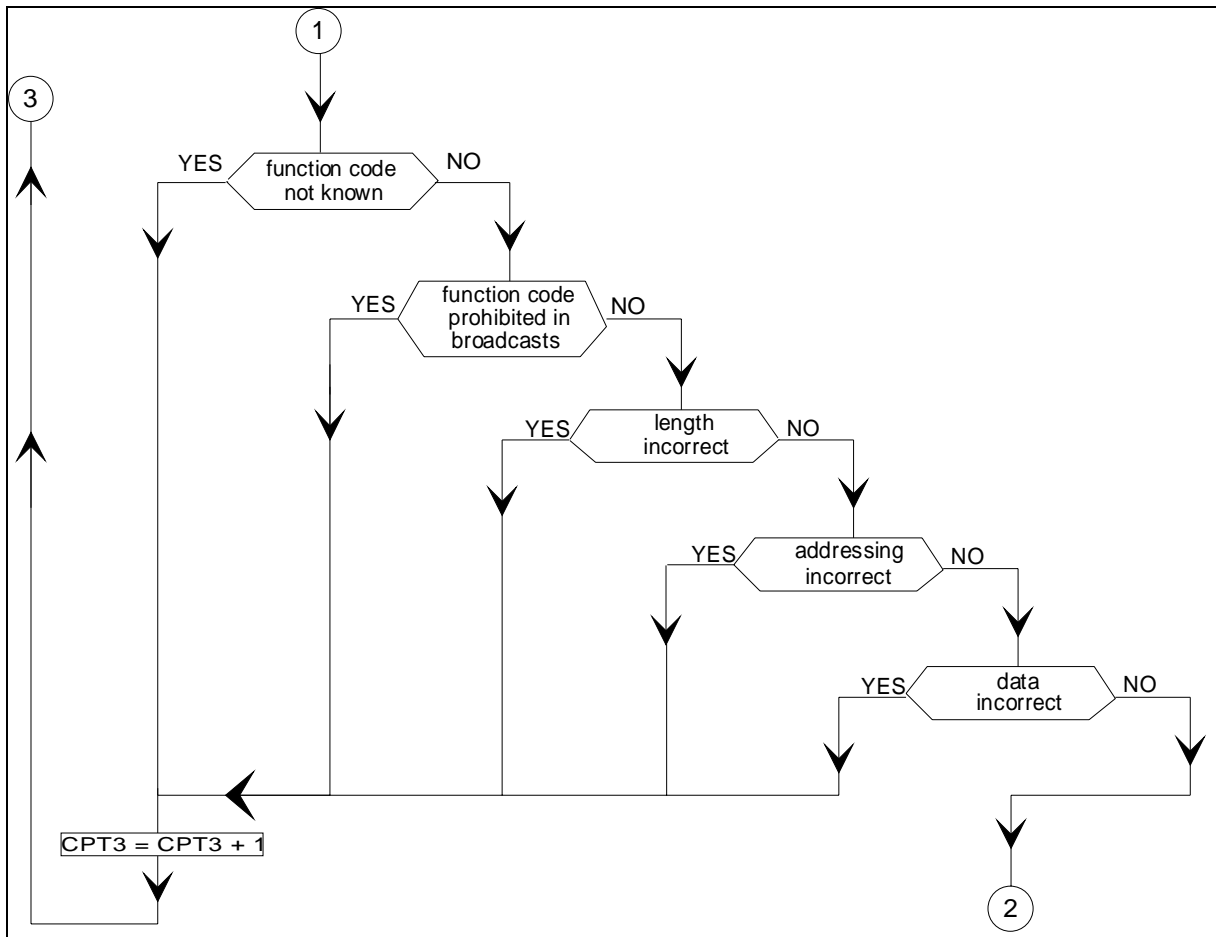 1
3
YES
function code
not known
NO
YES
function code
prohibited in
broadcasts
NO
YES
length
incorrect
NO
YES
addressing
incorrect
NO
YES
data
incorrect
NO
CPT3 = CPT3 + 1
2